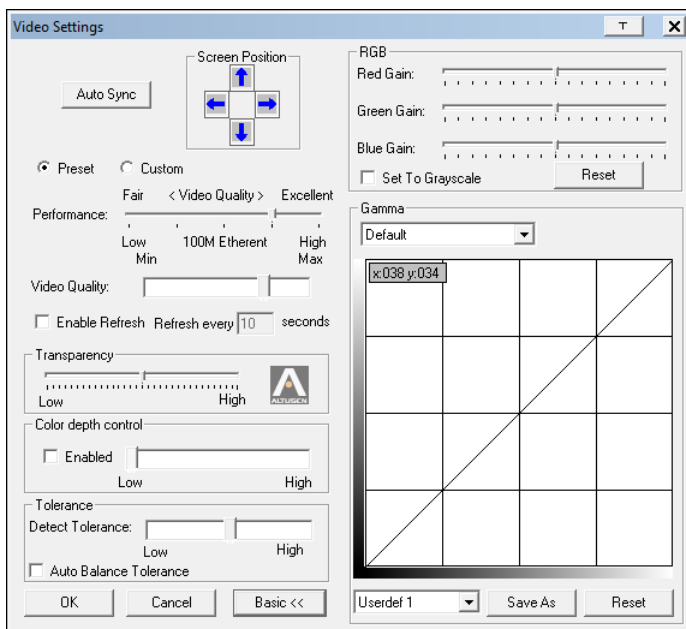 Video Settings
T
X
Auto Sync
Screen Position
Preset
Custom
Fair < Video Quality > Excellent
Performance:
Low 100M Etherent High
Min Max
Video Quality:
Enable Refresh Refresh every 10 seconds
Transparency
Low High
ALTUSEN
Color depth control
Enabled
Low High
Tolerance
Detect Tolerance:
Low High
Auto Balance Tolerance
OK Cancel Basic <<
RGB
Red Gain:
Green Gain:
Blue Gain:
Set To Grayscale Reset
Gamma
Default
x:038 y:034
Userdef 1 Save As Reset